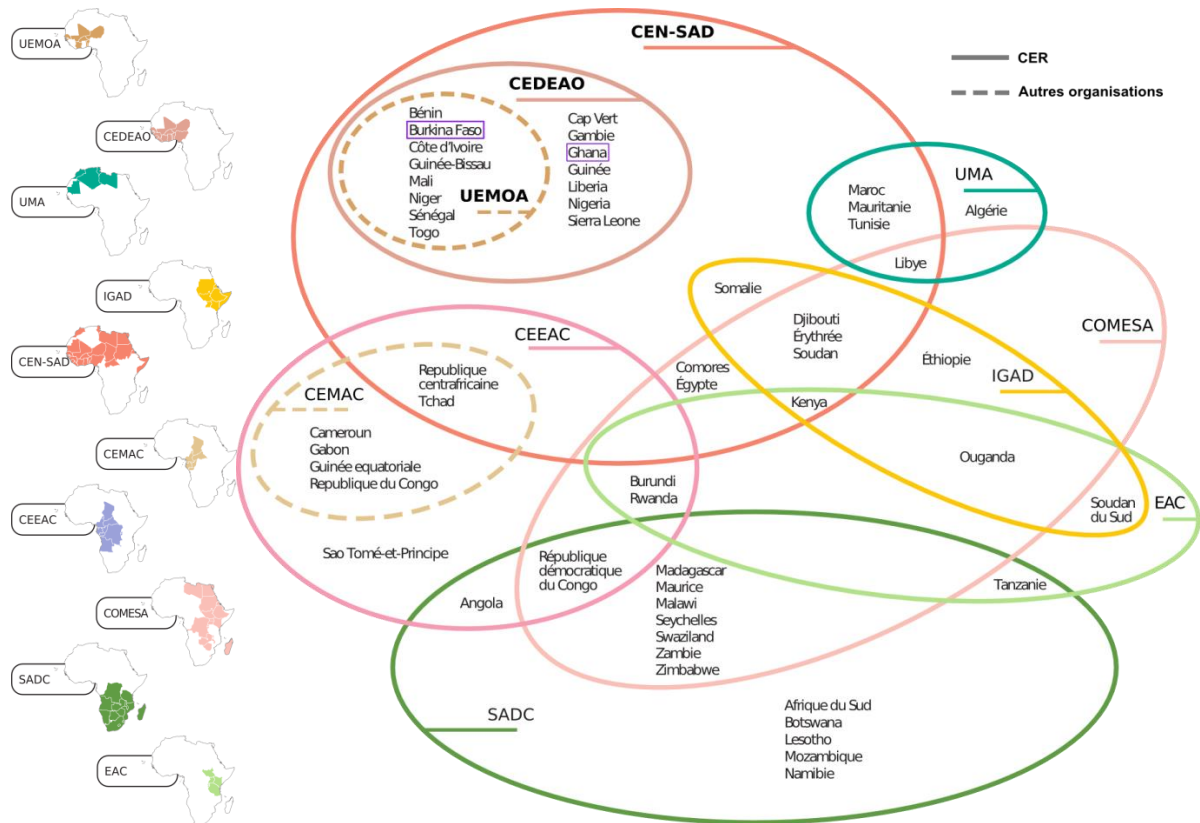 UEMOA
CEDEAO
UMA
IGAD
CEN-SAD
CEMAC
CEEAC
COMESA
SADC
EAC
CEN-SAD
CER
Autres organisations
CEDEAO
Bénin
Burkina Faso
Côte d'Ivoire
Guinée-Bissau
Mali
Niger
Sénégal
Togo
UEMOA
Cap Vert
Gambie
Ghana
Guinée
Liberia
Nigeria
Sierra Leone
UMA
Maroc
Mauritanie
Tunisie
Algérie
Libye
Somalie
Djibouti
Érythrée
Soudan
COMESA
Éthiopie
IGAD
Comores
Égypte
Kenya
CEEAC
Republique
centrafricaine
Tchad
CEMAC
Cameroun
Gabon
Guinée equatoriale
Republique du Congo
Ouganda
Burundi
Rwanda
Soudan
du Sud
EAC
Sao Tomé-et-Principe
République
démocratique
du Congo
Angola
Madagascar
Maurice
Malawi
Seychelles
Swaziland
Zambie
Zimbabwe
Tanzanie
SADC
Afrique du Sud
Botswana
Lesotho
Mozambique
Namibie